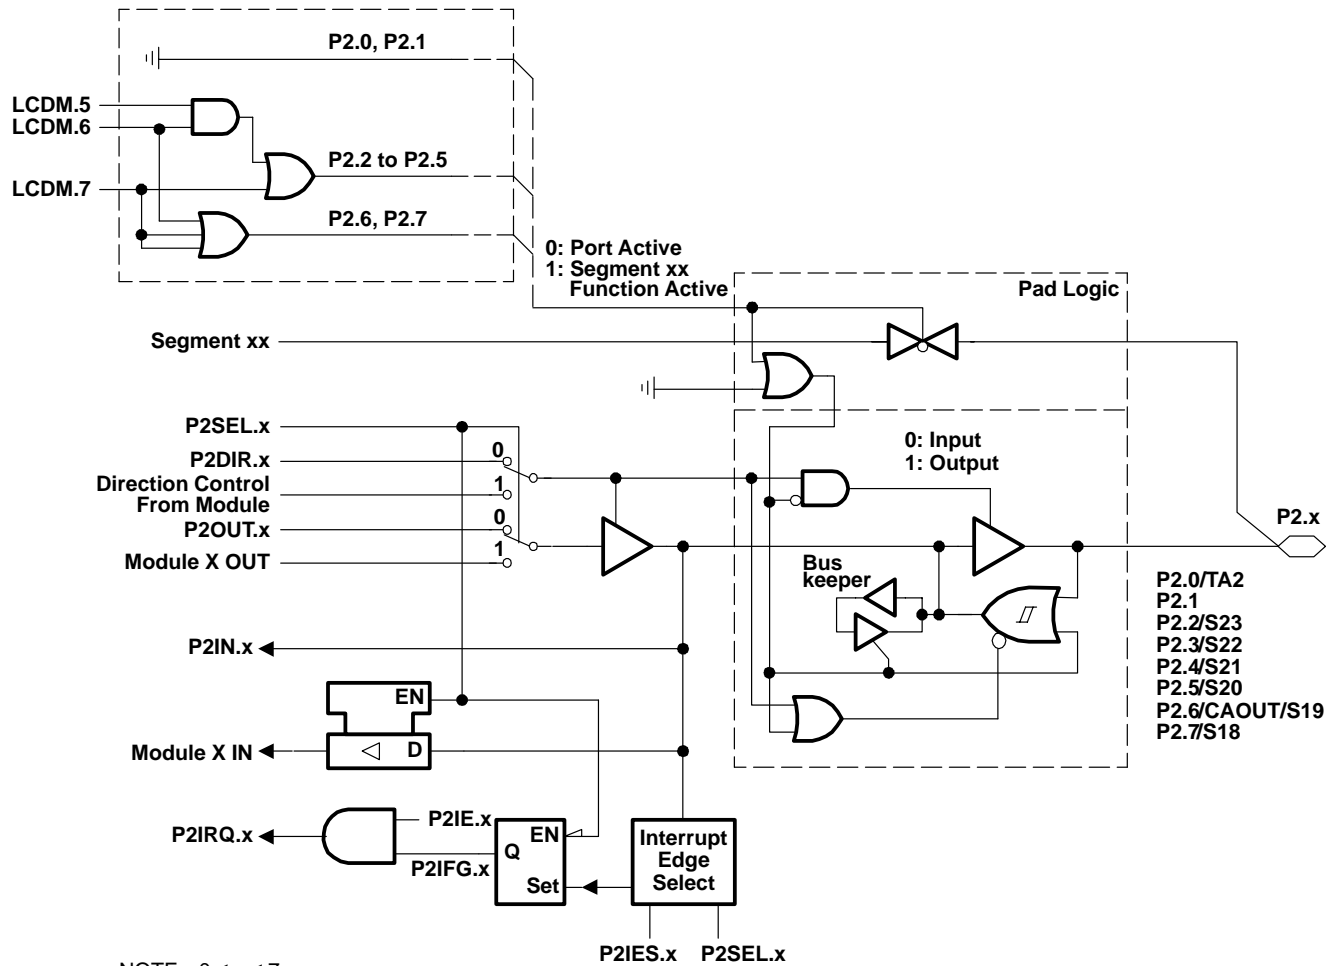 P2.0, P2.1
LCDM.5
LCDM.6
P2.2 to P2.5
LCDM.7
P2.6, P2.7
0: Port Active
1: Segment xx
Function Active
Pad Logic
Segment xx
P2SEL.x
0
P2DIR.x
1
Direction Control
From Module
0
P2OUT.x
1
Module X OUT
0: Input
1: Output
P2.x
Bus
keeper
P2.0/TA2
P2.1
P2.2/S23
P2.3/S22
P2.4/S21
P2.5/S20
P2.6/CAOUT/S19
P2.7/S18
P2IN.x
EN
Module X IN
D
P2IE.x
P2IRQ.x
P2IFG.x
EN
Q
Set
Interrupt
Edge
Select
P2IES.x
P2SEL.x